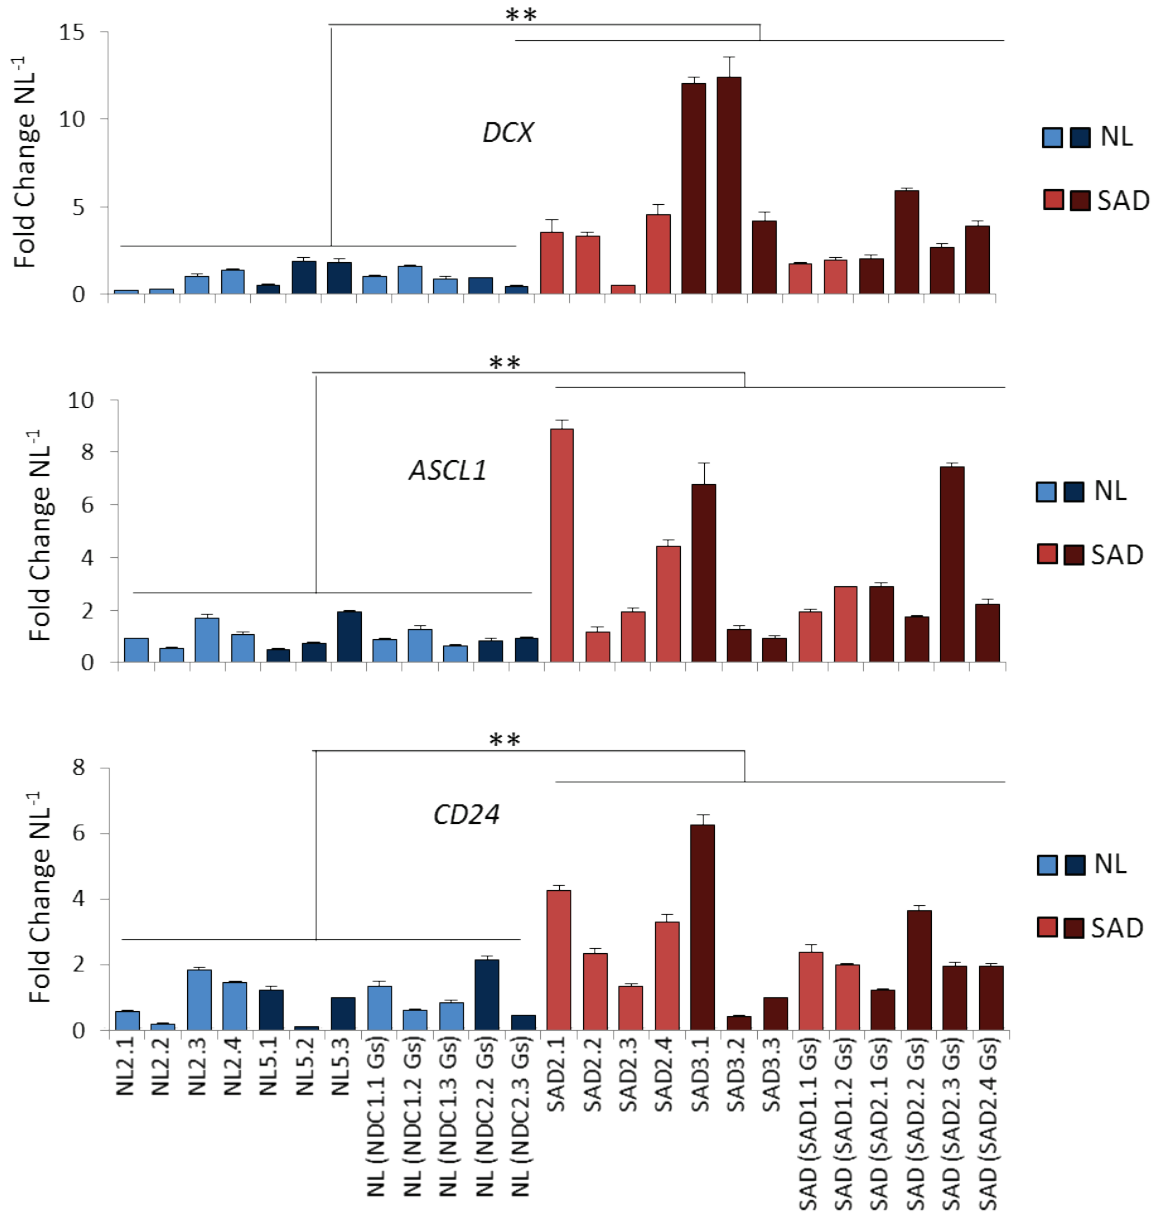 **
15
10
5
0
Fold Change NL⁻¹
DCX
NL
SAD
**
10
8
6
4
2
0
Fold Change NL⁻¹
ASCL1
NL
SAD
**
8
6
4
2
0
Fold Change NL⁻¹
CD24
NL
SAD
NL2.1
NL2.2
NL2.3
NL2.4
NL5.1
NL5.2
NL5.3
NL (NDC1.1 Gs)
NL (NDC1.2 Gs)
NL (NDC1.3 Gs)
NL (NDC2.2 Gs)
NL (NDC2.3 Gs)
SAD2.1
SAD2.2
SAD2.3
SAD2.4
SAD3.1
SAD3.2
SAD3.3
SAD (SAD1.1 Gs)
SAD (SAD1.2 Gs)
SAD (SAD2.1 Gs)
SAD (SAD2.2 Gs)
SAD (SAD2.3 Gs)
SAD (SAD2.4 Gs)